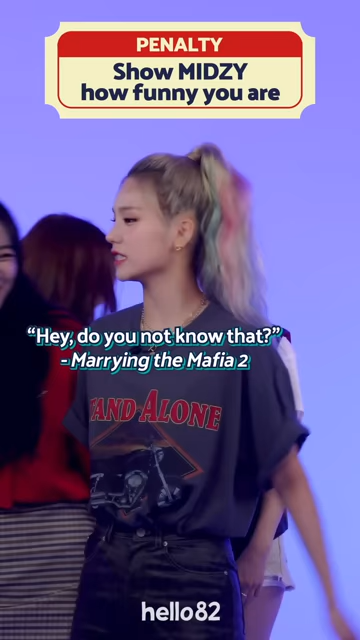 PENALTY
Show MIDZY
how funny you are
“Hey, do you not know that?”
- Marrying the Mafia 2
TAND-ALONE
hello82